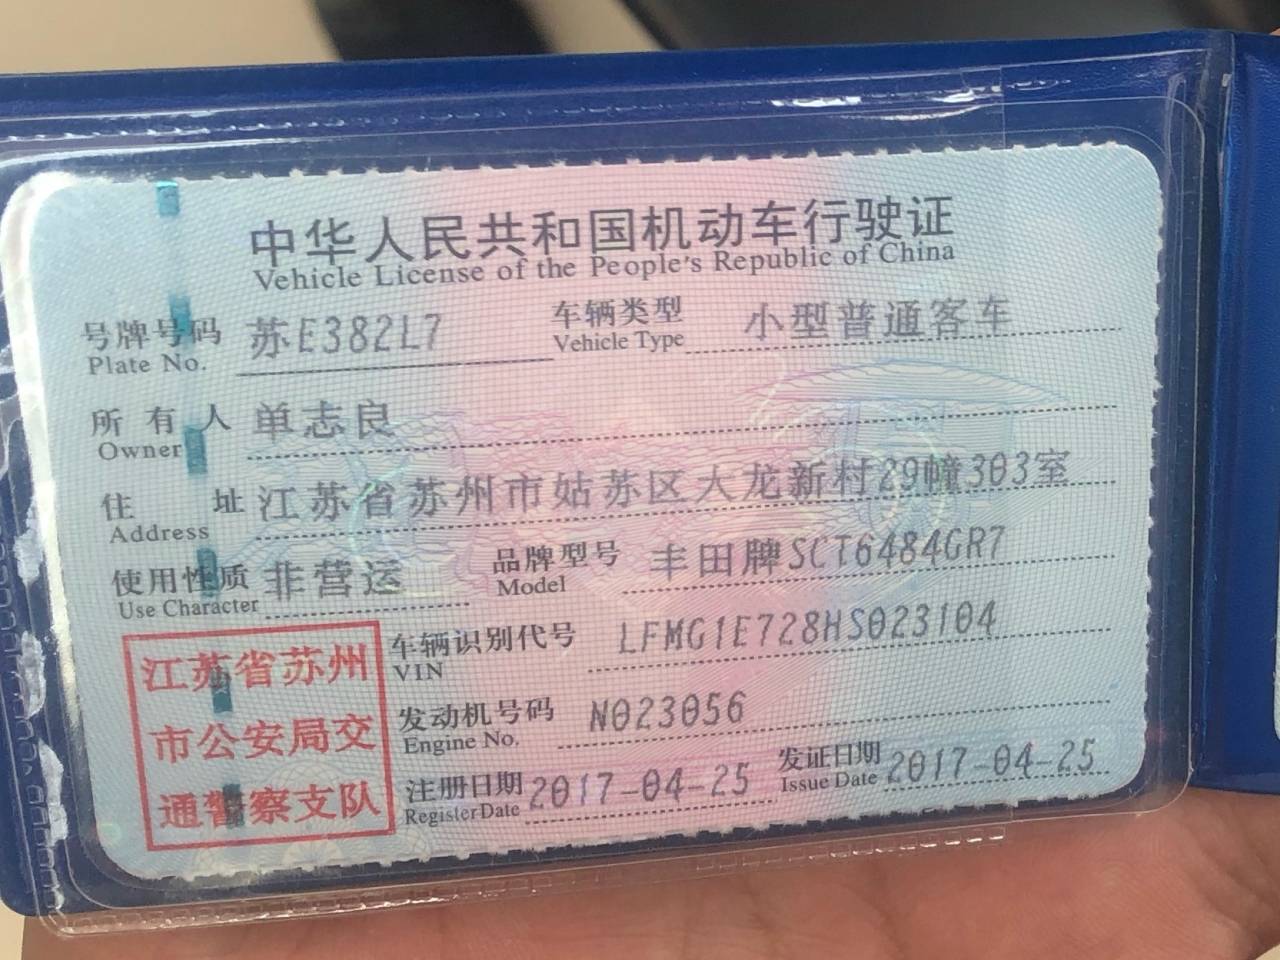 中华人民共和国机动车行驶证
Vehicle License of the People's Republic of China
号牌号码 苏E382L7 车辆类型 小型普通客车
Plate No. Vehicle Type
所有人 单志良
Owner
住址 江苏省苏州市姑苏区大龙新村29幢303室
Address
使用性质 非营运 品牌型号 丰田牌SCT6484GR7
Use Character Model
江苏省苏州
市公安局交
通警察支队
车辆识别代号 LFMG1E728HS023104
VIN
发动机号码 N023056
Engine No.
注册日期 2017-04-25 发证日期 2017-04-25
Register Date Issue Date